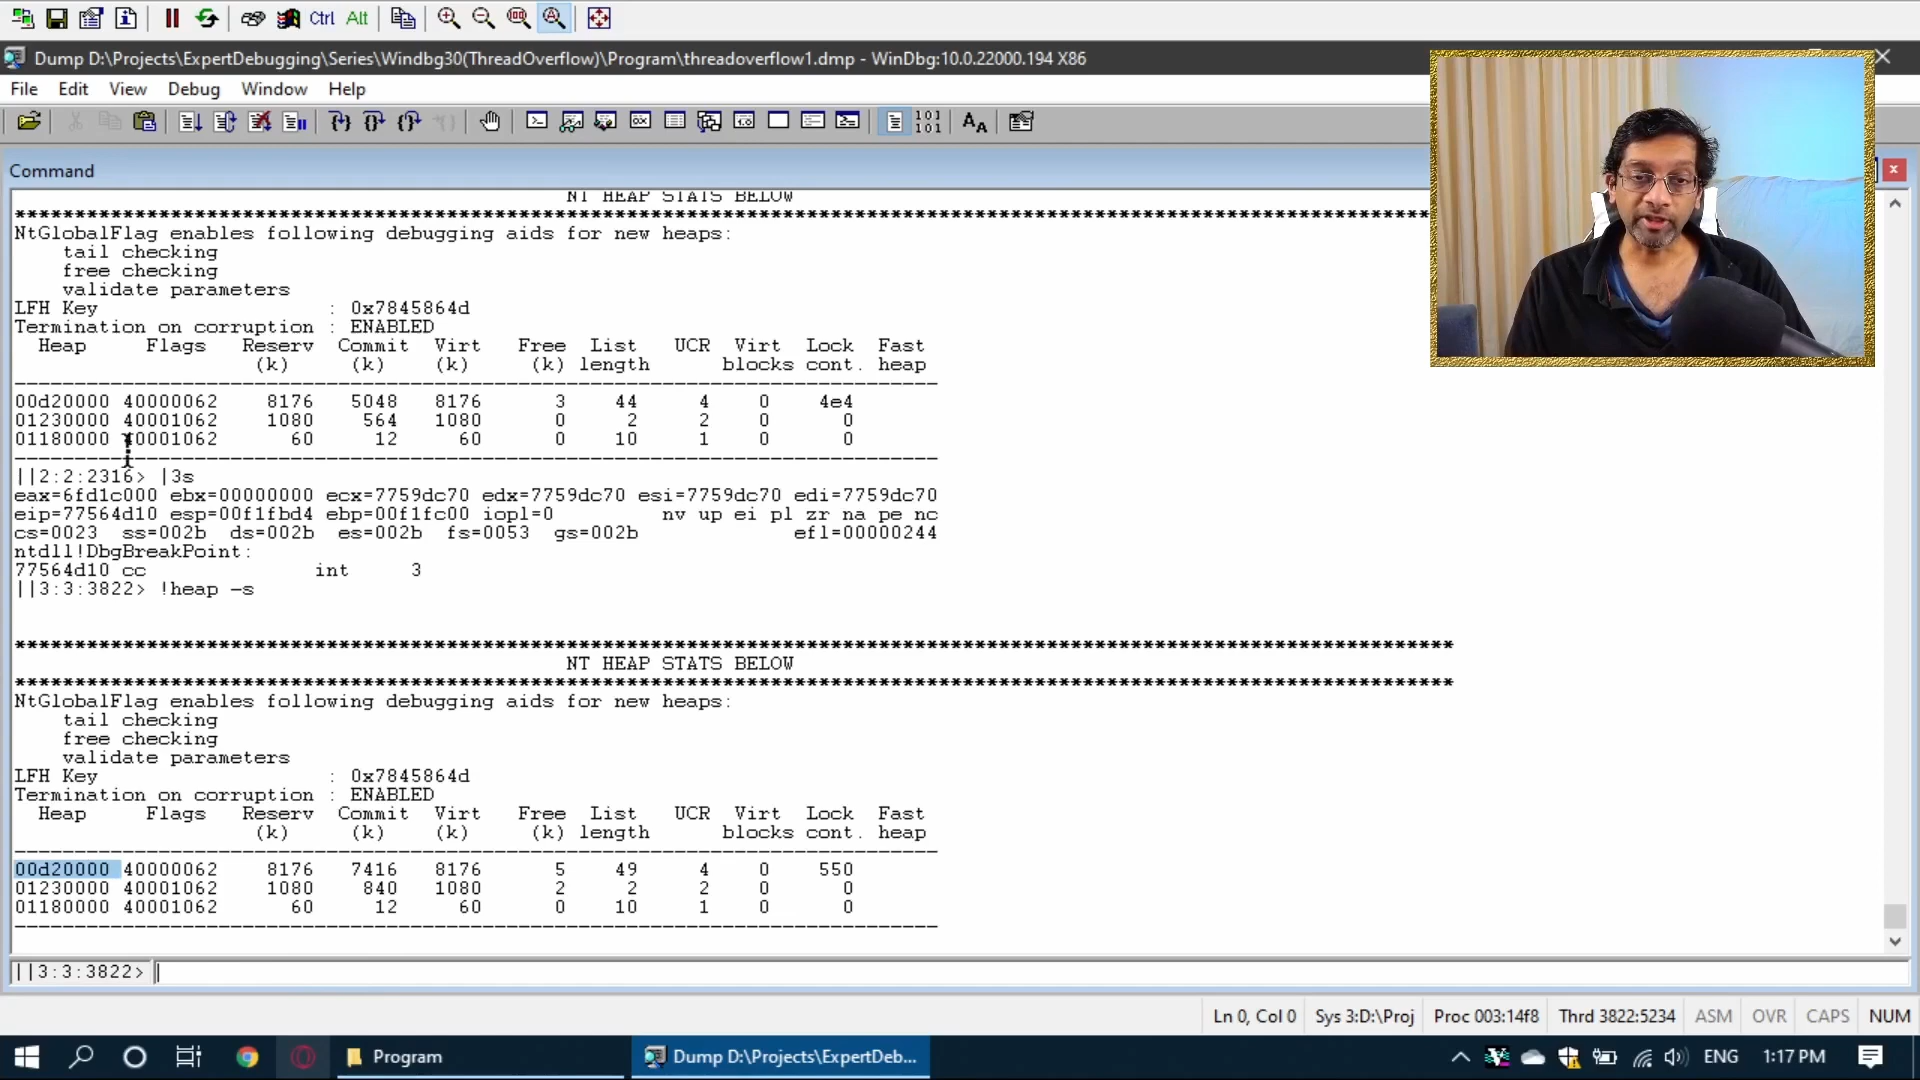 Ctrl Alt
Dump D:\Projects\ExpertDebugging\Series\Windbg30(ThreadOverflow)\Program\threadoverflow1.dmp - WinDbg:10.0.22000.194 X86
File Edit View Debug Window Help
Command
NT HEAP STATS BELOW
************************************************************************************************************************
NtGlobalFlag enables following debugging aids for new heaps:
tail checking
free checking
validate parameters
LFH Key : 0x7845864d
Termination on corruption : ENABLED
Heap Flags Reserv Commit Virt Free List UCR Virt Lock Fast
(k) (k) (k) (k) length blocks cont. heap
-----------------------------------------------------------------------------
00d20000 40000062 8176 5048 8176 3 44 4 0 4e4
01230000 40001062 1080 564 1080 0 2 2 0 0
01180000 40001062 60 12 60 0 10 1 0 0
-----------------------------------------------------------------------------
||2:2:2316> |3s
eax=6fd1c000 ebx=00000000 ecx=7759dc70 edx=7759dc70 esi=7759dc70 edi=7759dc70
eip=77564d10 esp=00f1fbd4 ebp=00f1fc00 iopl=0 nv up ei pl zr na pe nc
cs=0023 ss=002b ds=002b es=002b fs=0053 gs=002b efl=00000244
ntdll!DbgBreakPoint:
77564d10 cc int 3
||3:3:3822> !heap -s
************************************************************************************************************************
NT HEAP STATS BELOW
************************************************************************************************************************
NtGlobalFlag enables following debugging aids for new heaps:
tail checking
free checking
validate parameters
LFH Key : 0x7845864d
Termination on corruption : ENABLED
Heap Flags Reserv Commit Virt Free List UCR Virt Lock Fast
(k) (k) (k) (k) length blocks cont. heap
-----------------------------------------------------------------------------
00d20000 40000062 8176 7416 8176 5 49 4 0 550
01230000 40001062 1080 840 1080 2 2 2 0 0
01180000 40001062 60 12 60 0 10 1 0 0
-----------------------------------------------------------------------------
||3:3:3822>
Ln 0, Col 0 Sys 3:D:\Proj Proc 003:14f8 Thrd 3822:5234 ASM OVR CAPS NUM
Program Dump D:\Projects\ExpertDeb... ENG 1:17 PM